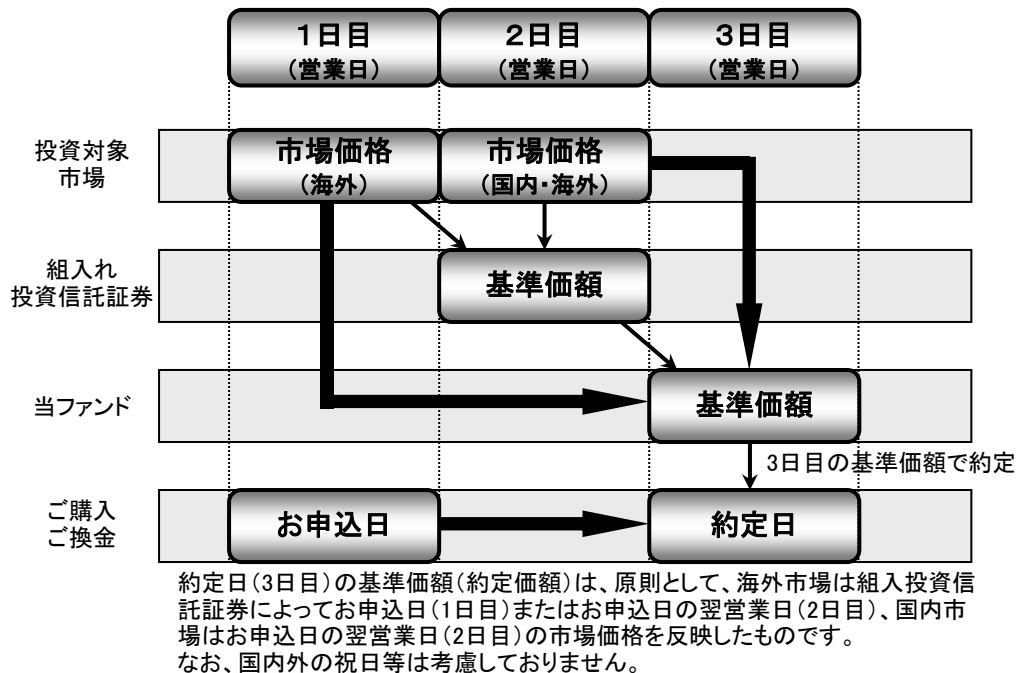 1日目 2日目 3日目
(営業日) (営業日) (営業日)
投資対象
市場
市場価格
(海外)
市場価格
(国内・海外)
組入れ
投資信託証券
基準価額
当ファンド
基準価額
3日目の基準価額で約定
ご購入
ご換金
お申込日
約定日
約定日(3日目)の基準価額(約定価額)は、原則として、海外市場は組入投資信
託証券によってお申込日(1日目)またはお申込日の翌営業日(2日目)、国内市
場はお申込日の翌営業日(2日目)の市場価格を反映したものです。
なお、国内外の祝日等は考慮しておりません。